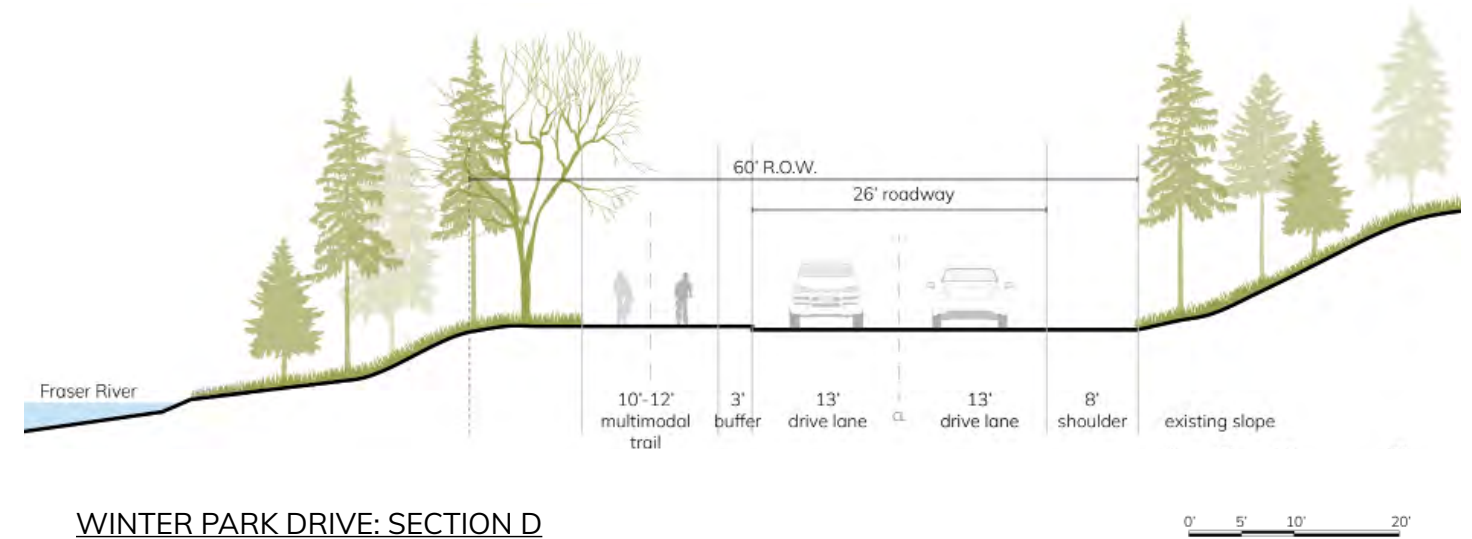 60' R.O.W.
26' roadway
Fraser River
10'-12'
multimodal
trail
3'
buffer
13'
drive lane
CL
13'
drive lane
8'
shoulder
existing slope
WINTER PARK DRIVE: SECTION D
0' 5' 10' 20'